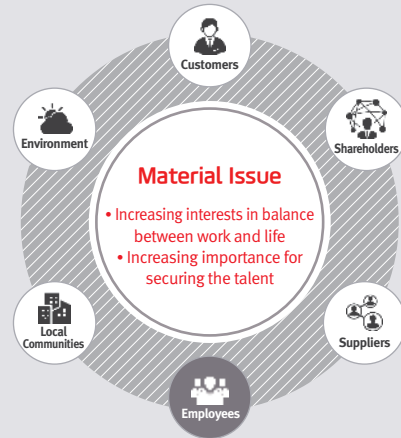 Customers
Environment
Shareholders
Material Issue
• Increasing interests in balance
between work and life
• Increasing importance for
securing the talent
Local
Communities
Suppliers
Employees